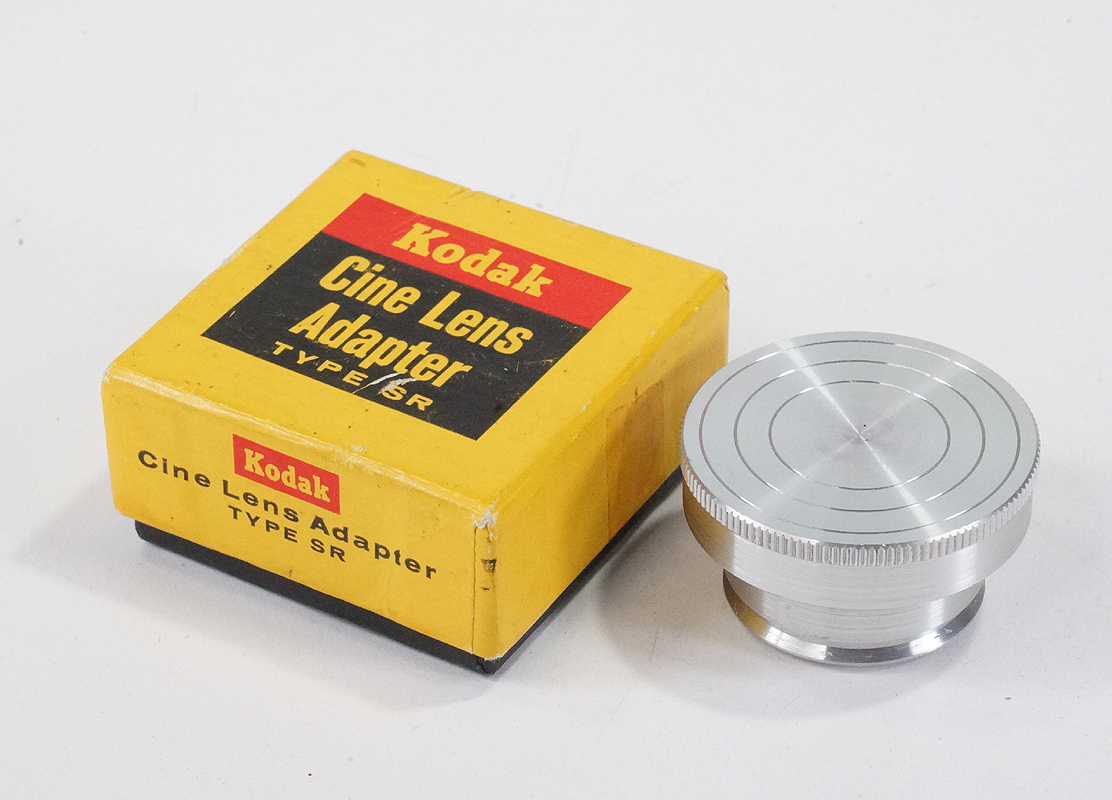 Kodak
Cine Lens
Adapter
TYPE SR
Kodak
Cine Lens Adapter
TYPE SR